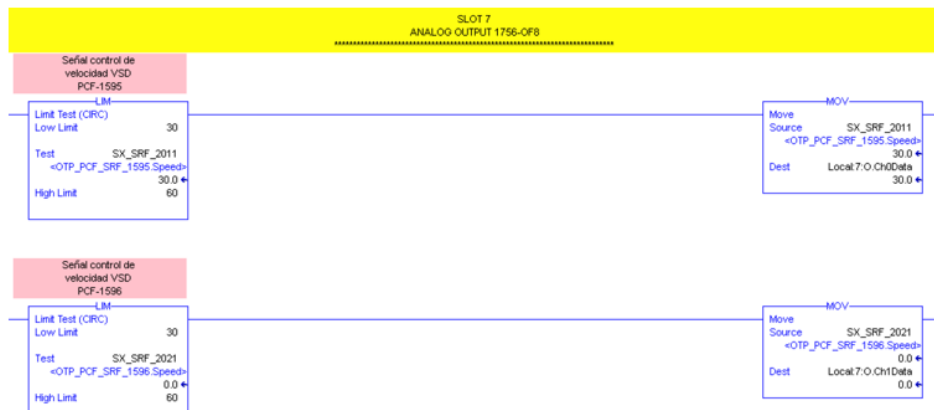 SLOT 7
ANALOG OUTPUT 1756-OF8
Señal control de
velocidad VSD
PCF-1595
LIM
Limit Test (CIRC)
Low Limit 30
Test SX_SRF_2011
<OTP_PCF_SRF_1595.Speed>
30.0
High Limit 60
MOV
Move
Source SX_SRF_2011
<OTP_PCF_SRF_1595.Speed>
30.0
Dest Local:7:O.Ch0Data
30.0
Señal control de
velocidad VSD
PCF-1596
LIM
Limit Test (CIRC)
Low Limit 30
Test SX_SRF_2021
<OTP_PCF_SRF_1596.Speed>
0.0
High Limit 60
MOV
Move
Source SX_SRF_2021
<OTP_PCF_SRF_1596.Speed>
0.0
Dest Local:7:O.Ch1Data
0.0